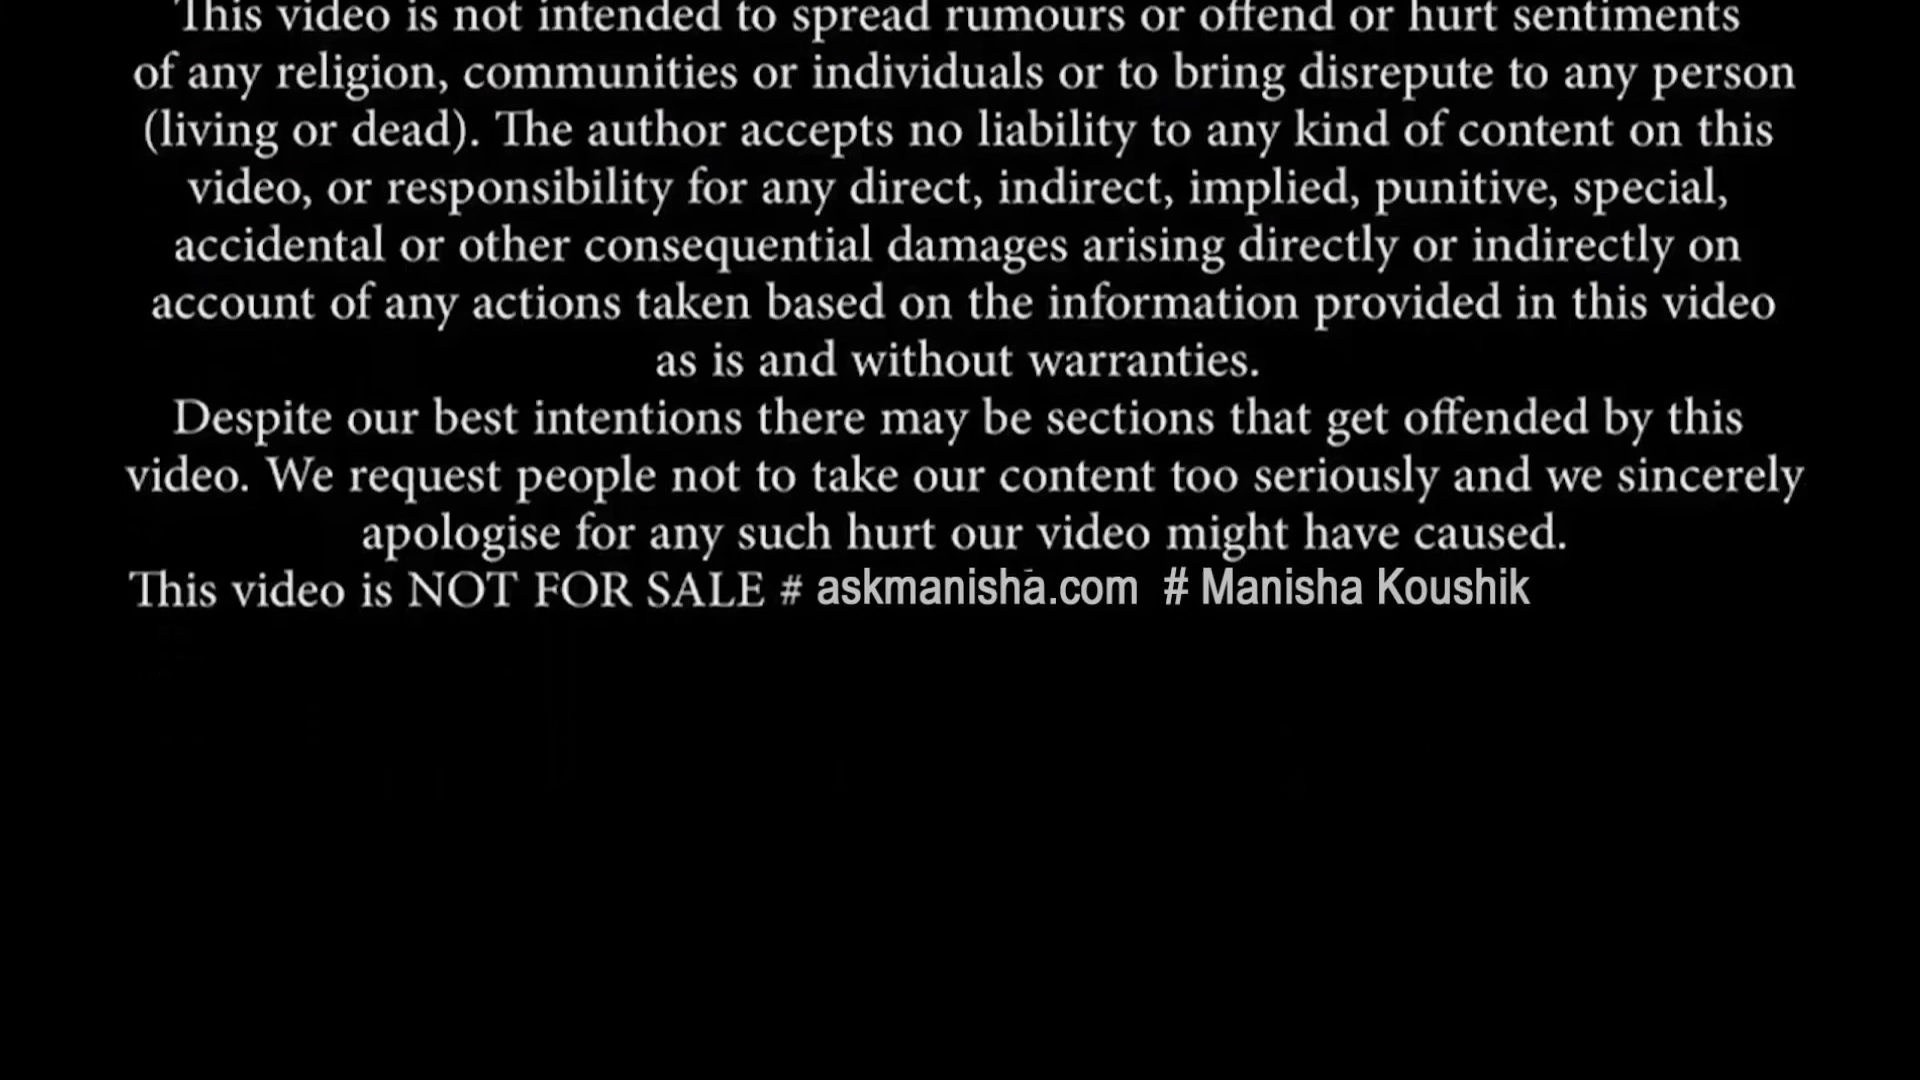 This video is not intended to spread rumours or offend or hurt sentiments
of any religion, communities or individuals or to bring disrepute to any person
(living or dead). The author accepts no liability to any kind of content on this
video, or responsibility for any direct, indirect, implied, punitive, special,
accidental or other consequential damages arising directly or indirectly on
account of any actions taken based on the information provided in this video
as is and without warranties.
Despite our best intentions there may be sections that get offended by this
video. We request people not to take our content too seriously and we sincerely
apologise for any such hurt our video might have caused.
This video is NOT FOR SALE # askmanisha.com # Manisha Koushik